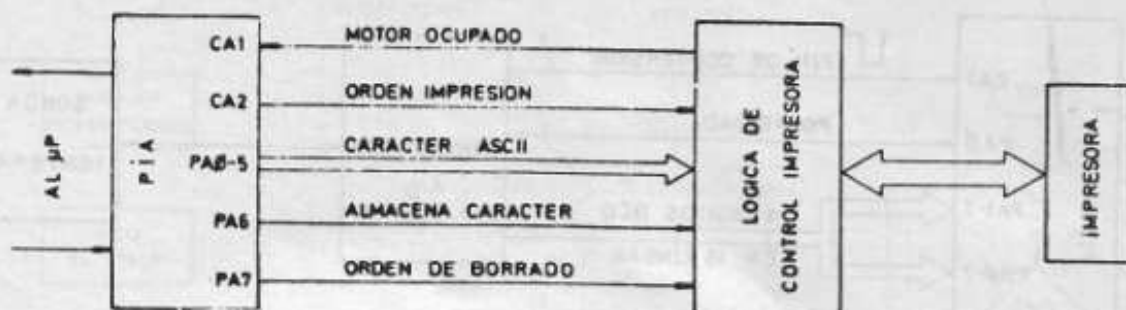 AL µP
PiA
CA1
MOTOR OCUPADO
CA2
ORDEN IMPRESION
PAØ-5
CARACTER ASCII
PA6
ALMACENA CARACTER
PA7
ORDEN DE BORRADO
LOGICA DE
CONTROL IMPRESORA
IMPRESORA